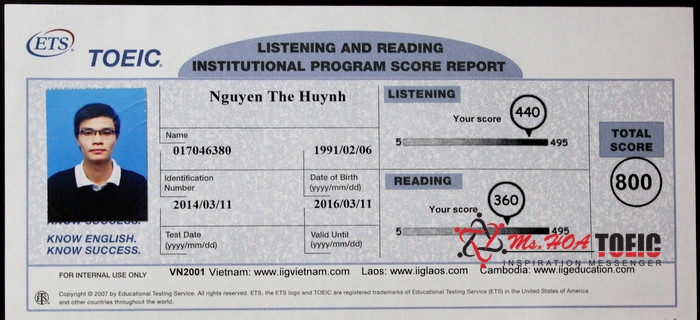 ETS
TOEIC
LISTENING AND READING
INSTITUTIONAL PROGRAM SCORE REPORT
Nguyen The Huynh
Name
017046380
1991/02/06
Identification Number
Date of Birth (yyyy/mm/dd)
2014/03/11
2016/03/11
Test Date (yyyy/mm/dd)
Valid Until (yyyy/mm/dd)
LISTENING
Your score
440
5
495
READING
Your score
360
5
495
TOTAL
SCORE
800
KNOW SUCCESS.
KNOW ENGLISH.
KNOW SUCCESS.
Ms.HOA TOEIC
INSPIRATION MESSENGER
FOR INTERNAL USE ONLY
VN2001 Vietnam: www.iigvietnam.com Laos: www.iiglaos.com Cambodia: www.iigeducation.com
ETS
Copyright © 2007 by Educational Testing Service. All rights reserved. ETS, the ETS logo and TOEIC are registered trademarks of Educational Testing Service (ETS) in the United States of America
and other countries throughout the world.